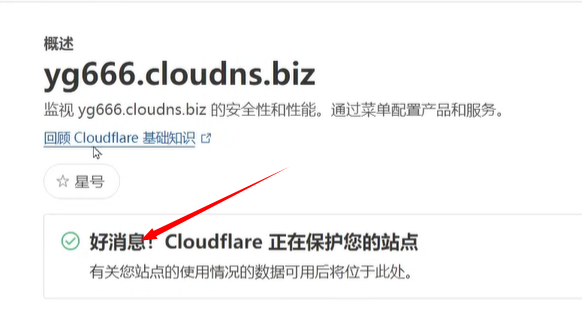 概述
yg666.cloudns.biz
监视 yg666.cloudns.biz 的安全性和性能。通过菜单配置产品和服务。
回顾 Cloudflare 基础知识
☆ 星号
好消息！Cloudflare 正在保护您的站点
有关您站点的使用情况的数据可用后将位于此处。